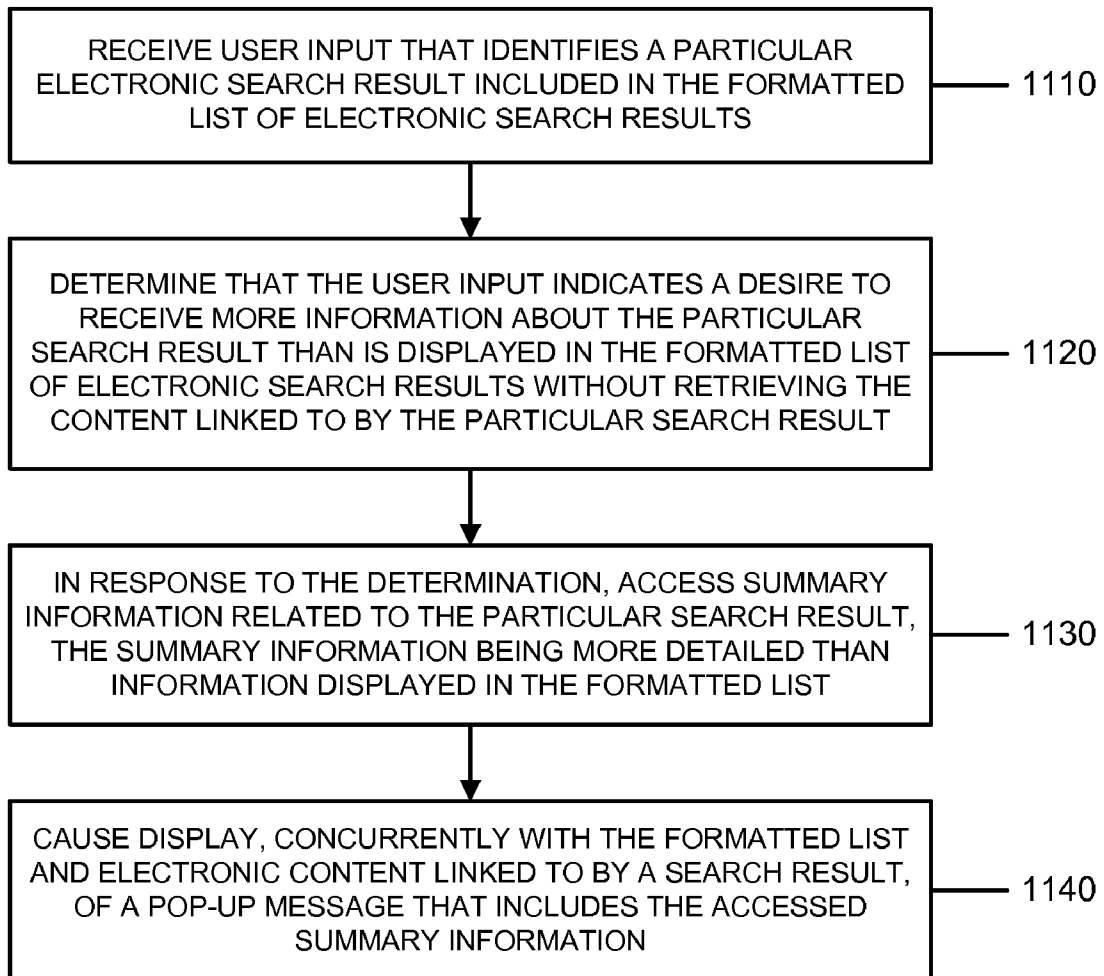 RECEIVE USER INPUT THAT IDENTIFIES A PARTICULAR
ELECTRONIC SEARCH RESULT INCLUDED IN THE FORMATTED
LIST OF ELECTRONIC SEARCH RESULTS
1110
DETERMINE THAT THE USER INPUT INDICATES A DESIRE TO
RECEIVE MORE INFORMATION ABOUT THE PARTICULAR
SEARCH RESULT THAN IS DISPLAYED IN THE FORMATTED LIST
OF ELECTRONIC SEARCH RESULTS WITHOUT RETRIEVING THE
CONTENT LINKED TO BY THE PARTICULAR SEARCH RESULT
1120
IN RESPONSE TO THE DETERMINATION, ACCESS SUMMARY
INFORMATION RELATED TO THE PARTICULAR SEARCH RESULT,
THE SUMMARY INFORMATION BEING MORE DETAILED THAN
INFORMATION DISPLAYED IN THE FORMATTED LIST
1130
CAUSE DISPLAY, CONCURRENTLY WITH THE FORMATTED LIST
AND ELECTRONIC CONTENT LINKED TO BY A SEARCH RESULT,
OF A POP-UP MESSAGE THAT INCLUDES THE ACCESSED
SUMMARY INFORMATION
1140